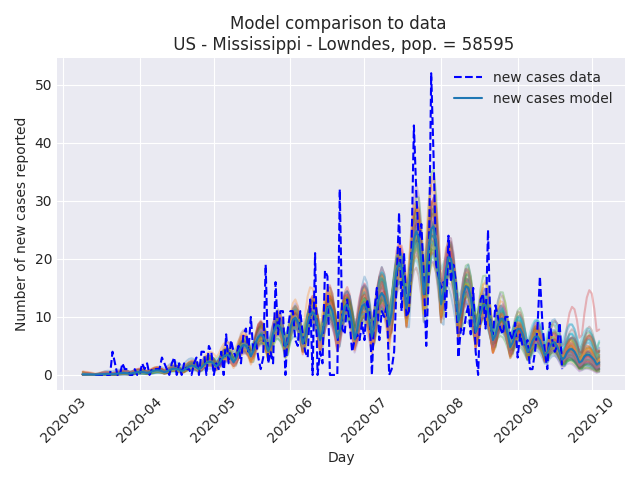 Model comparison to data
US - Mississippi - Lowndes, pop. = 58595
new cases data
new cases model
Number of new cases reported
50
40
30
20
10
0
2020-03
2020-04
2020-05
2020-06
2020-07
2020-08
2020-09
2020-10
Day